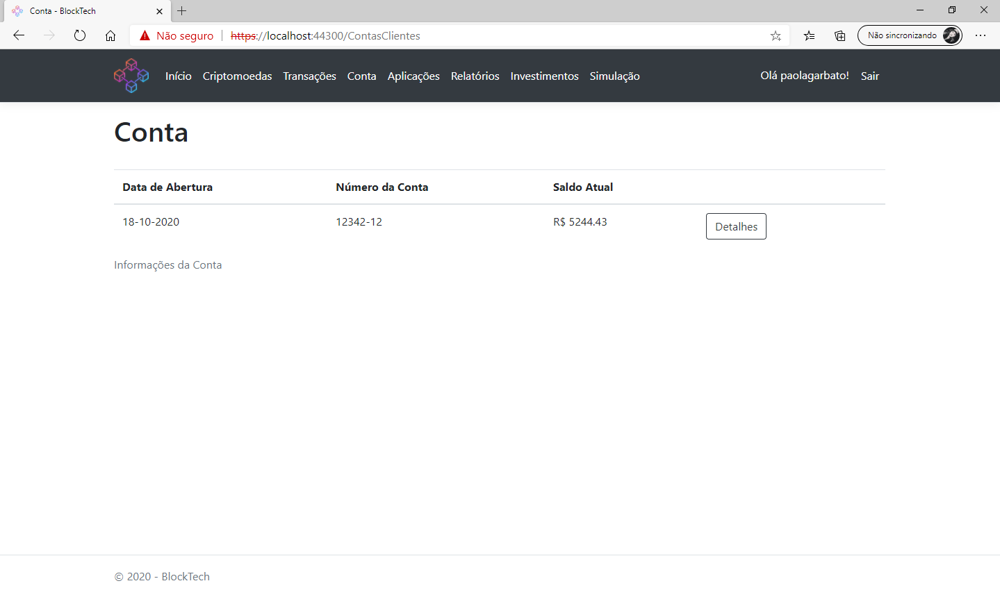 Conta - BlockTech
Não seguro https://localhost:44300/ContasClientes Não sincronizando
Início Criptomoedas Transações Conta Aplicações Relatórios Investimentos Simulação Olá paolagarbato! Sair
Conta
Data de Abertura Número da Conta Saldo Atual
18-10-2020 12342-12 R$ 5244.43 Detalhes
Informações da Conta
© 2020 - BlockTech